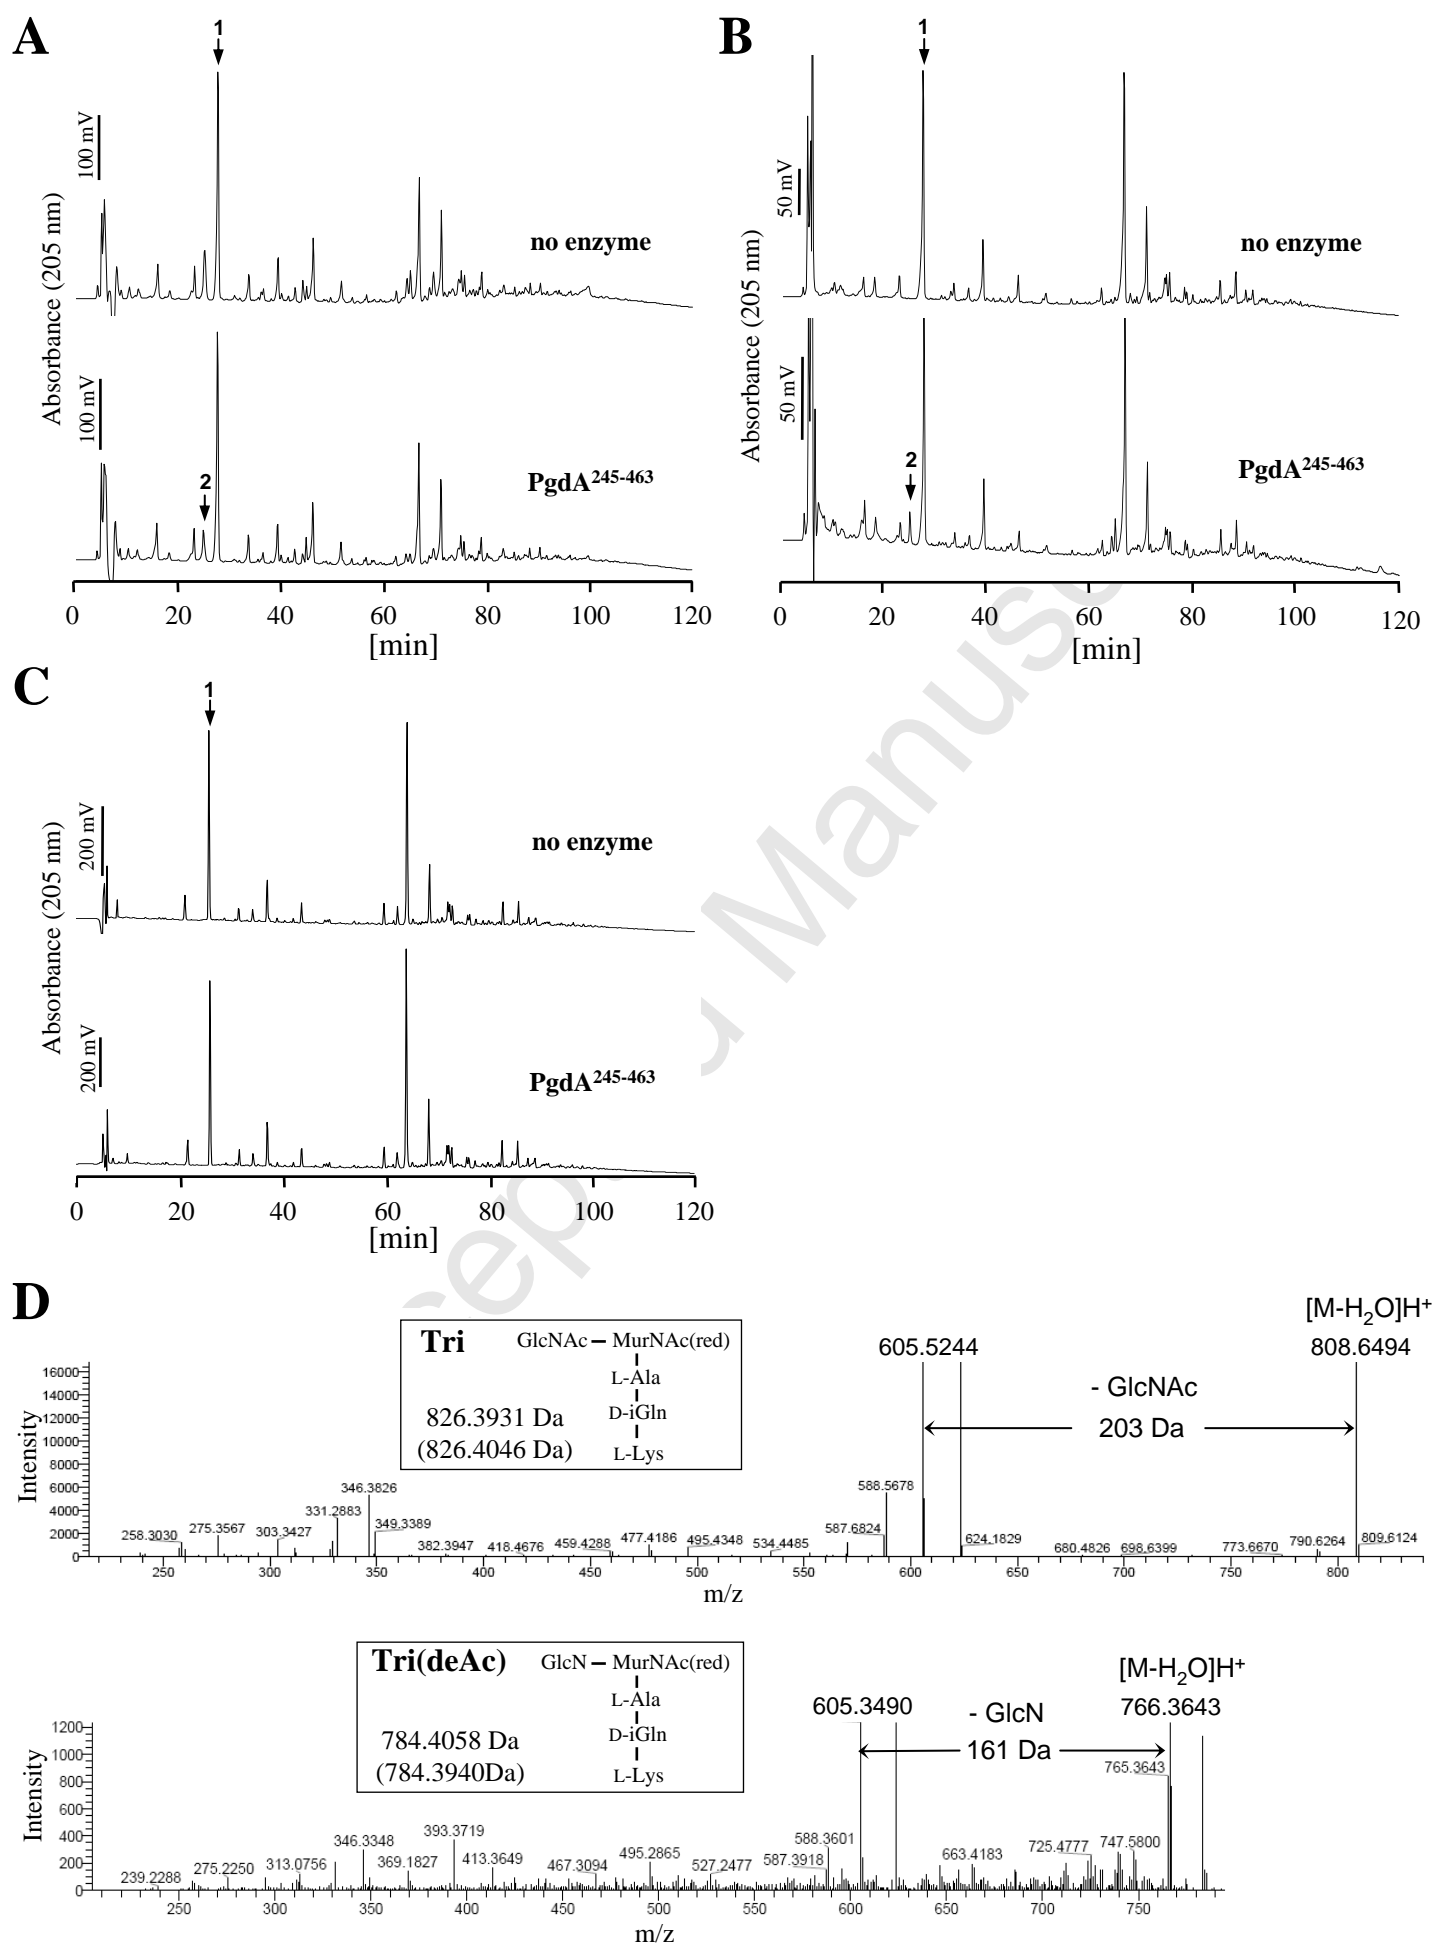 A
1
100 mV
no enzyme
Absorbance (205 nm)
100 mV
2
PgdA245-463
0 20 40 60 80 100 120
[min]
B
1
50 mV
no enzyme
Absorbance (205 nm)
50 mV
2
PgdA245-463
0 20 40 60 80 100 120
[min]
C
1
200 mV
no enzyme
Absorbance (205 nm)
200 mV
PgdA245-463
0 20 40 60 80 100 120
[min]
D
Tri
GlcNAc – MurNAc(red)
L-Ala
D-iGln
L-Lys
826.3931 Da
(826.4046 Da)
[M-H2O]H+
605.5244
808.6494
- GlcNAc
203 Da
Intensity
16000
14000
12000
10000
8000
6000
4000
2000
0
258.3030
275.3567
303.3427
331.2883
346.3826
349.3389
382.3947
418.4676
459.4288
477.4186
495.4348
534.4485
587.6824
588.5678
624.1829
680.4826
698.6399
773.6670
790.6264
809.6124
250 300 350 400 450 500 550 600 650 700 750 800
m/z
Tri(deAc)
GlcN – MurNAc(red)
L-Ala
D-iGln
L-Lys
784.4058 Da
(784.3940Da)
[M-H2O]H+
605.3490
766.3643
- GlcN
161 Da
Intensity
1200
1000
800
600
400
200
0
239.2288
275.2250
313.0756
346.3348
369.1827
393.3719
413.3649
467.3094
495.2865
527.2477
587.3918
588.3601
663.4183
725.4777
747.5800
765.3643
250 300 350 400 450 500 550 600 650 700 750
m/z